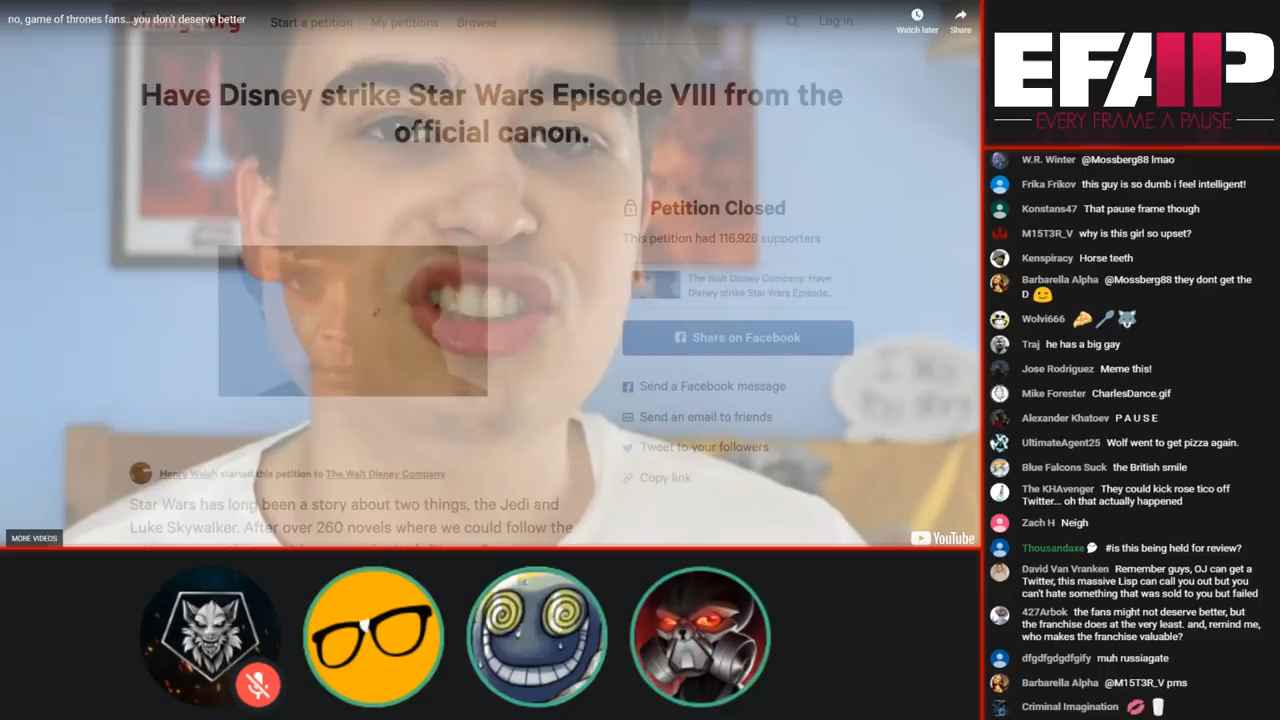 no, game of thrones fans...you don't deserve better
change.org
Start a petition
My petitions
Browse
Log in
Watch later
Share
Have Disney strike Star Wars Episode VIII from the
official canon.
Petition Closed
This petition had 116,928 supporters
The Walt Disney Company: Have
Disney strike Star Wars Episode...
Share on Facebook
Send a Facebook message
Send an email to friends
Tweet to your followers
Copy link
Henry Walsh started this petition to The Walt Disney Company
Star Wars has long been a story about two things, the Jedi and
Luke Skywalker. After over 260 novels where we could follow the
MORE VIDEOS
YouTube
EFAP
EVERY FRAME A PAUSE
W.R. Winter @Mossberg88 lmao
Frika Frikov this guy is so dumb i feel intelligent!
Konstans47 That pause frame though
M15T3R_V why is this girl so upset?
Kenspiracy Horse teeth
Barbarella Alpha @Mossberg88 they dont get the
D 😉
Wolvi666 🍕🥄🐺
Traj he has a big gay
Jose Rodriguez Meme this!
Mike Forester CharlesDance.gif
Alexander Khatoev P A U S E
UltimateAgent25 Wolf went to get pizza again.
Blue Falcons Suck the British smile
The KHAvenger They could kick rose tico off
Twitter... oh that actually happened
Zach H Neigh
Thousandaxe #is this being held for review?
David Van Vranken Remember guys, OJ can get a
Twitter, this massive Lisp can call you out but you
can't hate something that was sold to you but failed
427Arbok the fans might not deserve better, but
the franchise does at the very least. and, remind me,
who makes the franchise valuable?
dfgdfgdgdfgify muh russiagate
Barbarella Alpha @M15T3R_V pms
Criminal Imagination 💋🥛